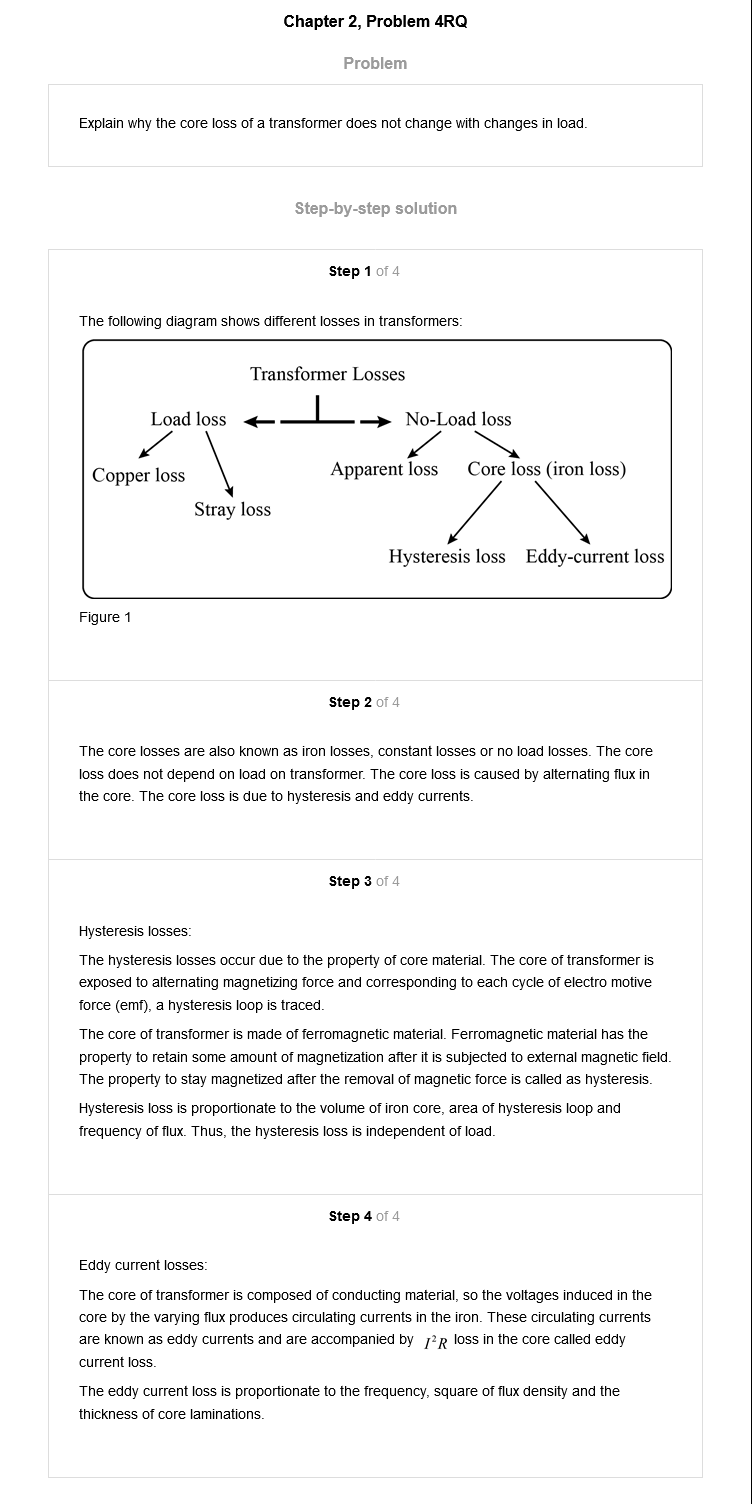 Chapter 2, Problem 4RQ
Problem
Explain why the core loss of a transformer does not change with changes in load.
Step-by-step solution
Step 1 of 4
The following diagram shows different losses in transformers:
Transformer Losses
Load loss
No-Load loss
Copper loss
Apparent loss
Core loss (iron loss)
Stray loss
Hysteresis loss
Eddy-current loss
Figure 1
Step 2 of 4
The core losses are also known as iron losses, constant losses or no load losses. The core
loss does not depend on load on transformer. The core loss is caused by alternating flux in
the core. The core loss is due to hysteresis and eddy currents.
Step 3 of 4
Hysteresis losses:
The hysteresis losses occur due to the property of core material. The core of transformer is
exposed to alternating magnetizing force and corresponding to each cycle of electro motive
force (emf), a hysteresis loop is traced.
The core of transformer is made of ferromagnetic material. Ferromagnetic material has the
property to retain some amount of magnetization after it is subjected to external magnetic field.
The property to stay magnetized after the removal of magnetic force is called as hysteresis.
Hysteresis loss is proportionate to the volume of iron core, area of hysteresis loop and
frequency of flux. Thus, the hysteresis loss is independent of load.
Step 4 of 4
Eddy current losses:
The core of transformer is composed of conducting material, so the voltages induced in the
core by the varying flux produces circulating currents in the iron. These circulating currents
are known as eddy currents and are accompanied by I²R loss in the core called eddy
current loss.
The eddy current loss is proportionate to the frequency, square of flux density and the
thickness of core laminations.